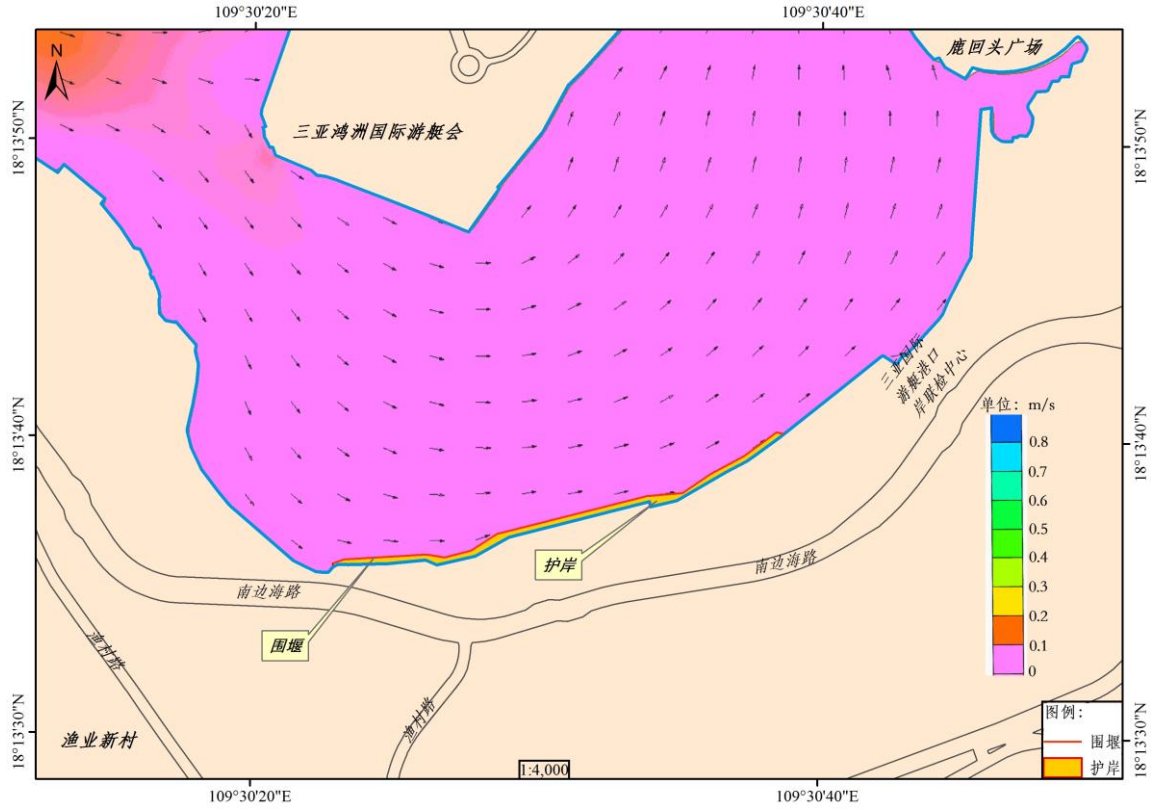 109°30'20"E
109°30'40"E
鹿回头广场
N
三亚鸿洲国际游艇会
18°13'50"N
18°13'50"N
三亚国际
游艇港口
岸联检中心
单位：m/s
0.8
0.7
0.6
0.5
0.4
0.3
0.2
0.1
0
18°13'40"N
18°13'40"N
护岸
南边海路
南边海路
围堰
渔村路
渔村路
渔业新村
18°13'30"N
18°13'30"N
图例：
围堰
护岸
1:4,000
109°30'20"E
109°30'40"E